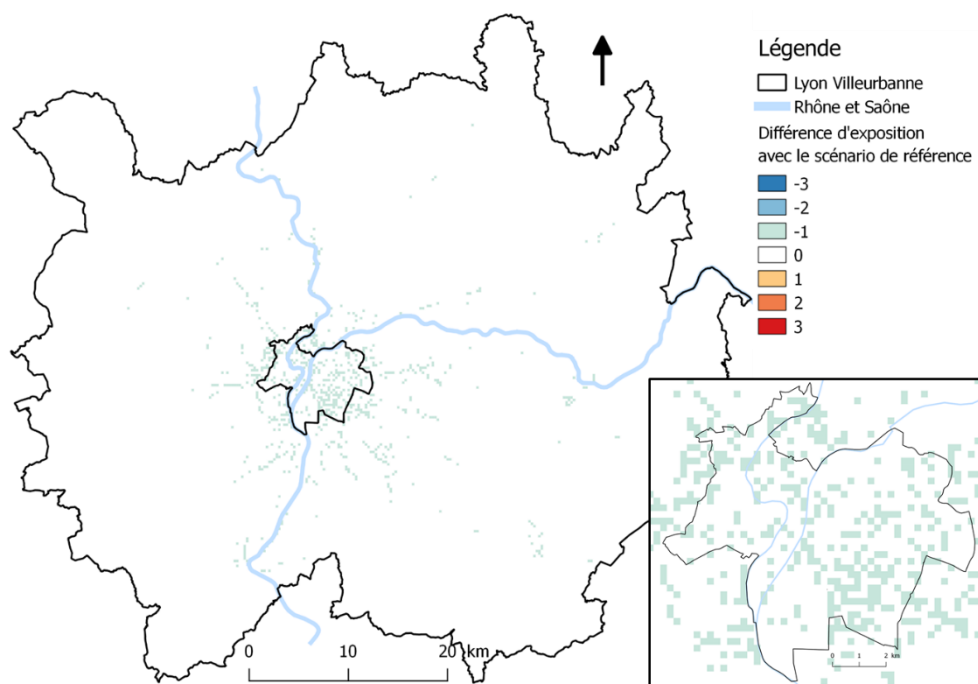 Légende
Lyon Villeurbanne
Rhône et Saône
Différence d'exposition
avec le scénario de référence
-3
-2
-1
0
1
2
3
0 10 20 km
0 1 2 km